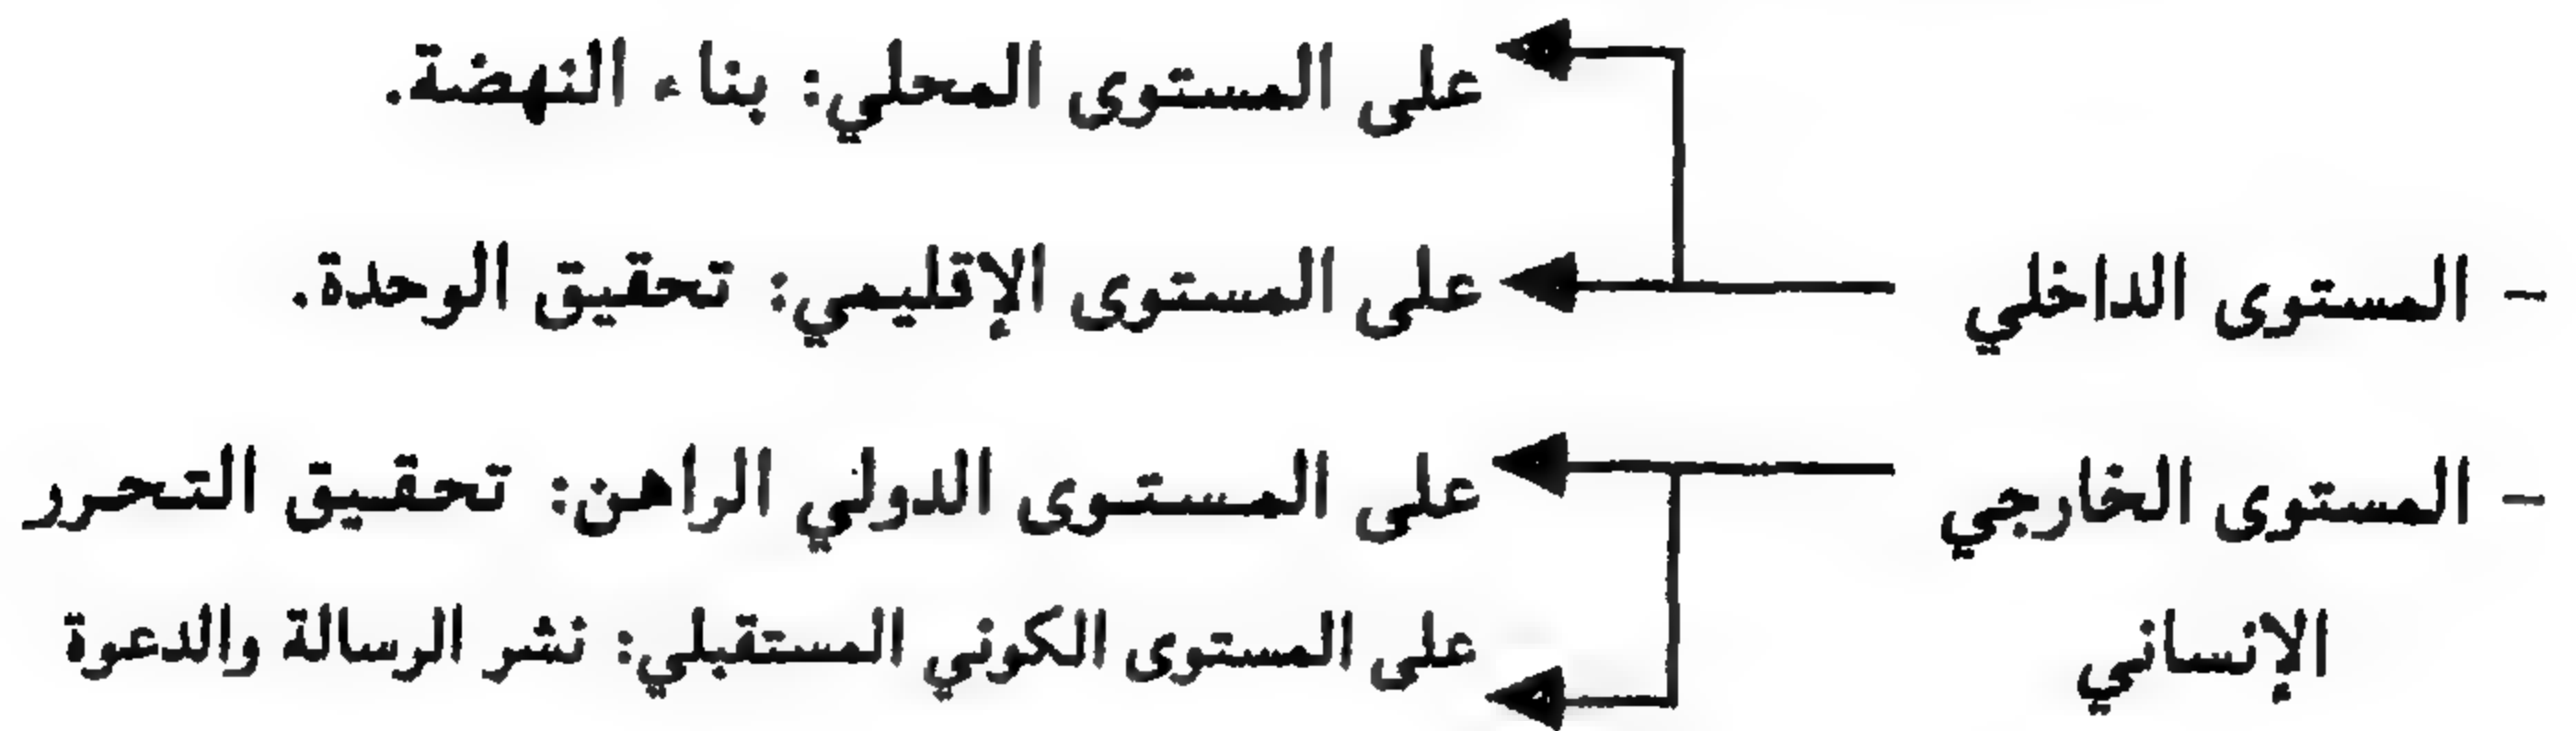 على المستوى المحلي: بناء النهضة.
- المستوى الداخلي
على المستوى الإقليمي: تحقيق الوحدة.
- المستوى الخارجي
على المستوى الدولي الراهن: تحقيق التحرر
الإنساني
على المستوى الكوني المستقبلي: نشر الرسالة والدعوة